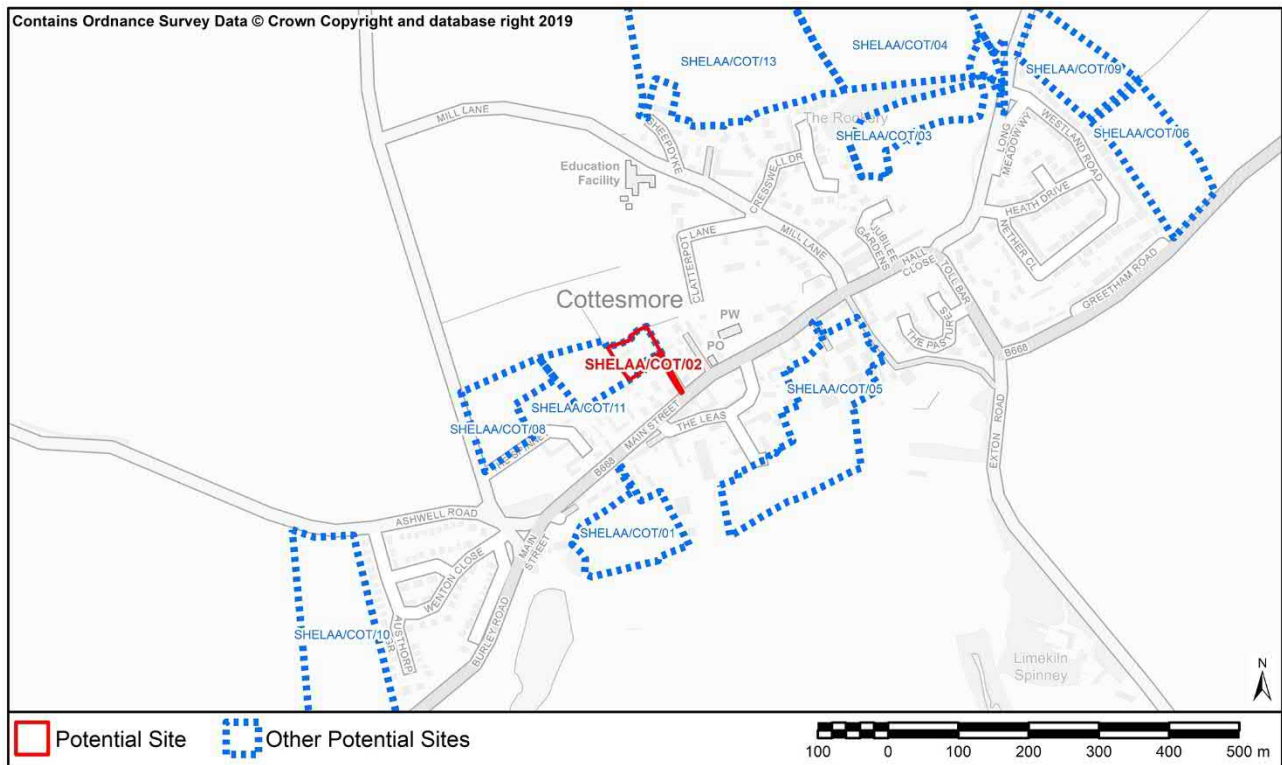 Contains Ordnance Survey Data © Crown Copyright and database right 2019
SHELAA/COT/13
SHELAA/COT/04
SHELAA/COT/09
MILL LANE
SHEEPDYKE
The Rookery
SHELAA/COT/03
LONG
MEADOW WY
WESTLAND ROAD
SHELAA/COT/06
Education
Facility
CRESSWELL DR
HEATH DRIVE
NETHER CL
CLATTERPOT LANE
MILL LANE
JUBILEE
GARDENS
HALL
CLOSE
TOLL BAR
GREETHAM ROAD
Cottesmore
PW
PO
THE PASTURES
B668
SHELAA/COT/02
SHELAA/COT/05
SHELAA/COT/11
MAIN STREET
THE LEAS
SHELAA/COT/08
B668
EXTON ROAD
ASHWELL ROAD
MAIN
STREET
SHELAA/COT/01
WENTON CLOSE
AUSTHORP
GR
SHELAA/COT/10
BURLEY ROAD
Limekiln
Spinney
N
Potential Site
Other Potential Sites
100 0 100 200 300 400 500 m